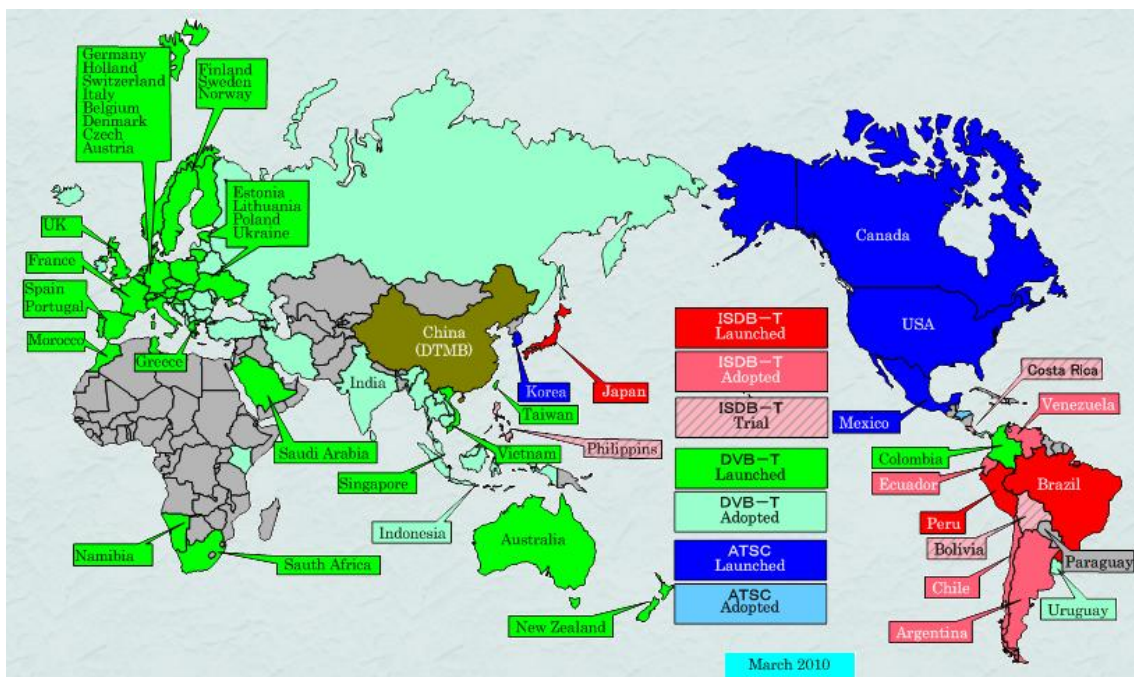 Germany
Holland
Switzerland
Italy
Belgium
Denmark
Czech
Austria
Finland
Sweden
Norway
Estonia
Lithuania
Poland
Ukraine
UK
France
Spain
Portugal
Morocco
Greece
China
(DTMB)
India
Korea
Japan
Taiwan
Saudi Arabia
Vietnam
Philippins
Singapore
Indonesia
Namibia
Sauth Africa
Australia
New Zealand
ISDB-T
Launched
ISDB-T
Adopted
ISDB-T
Trial
DVB-T
Launched
DVB-T
Adopted
ATSC
Launched
ATSC
Adopted
March 2010
Canada
USA
Mexico
Costa Rica
Venezuela
Colombia
Ecuador
Brazil
Peru
Bolivia
Paraguay
Chile
Uruguay
Argentina